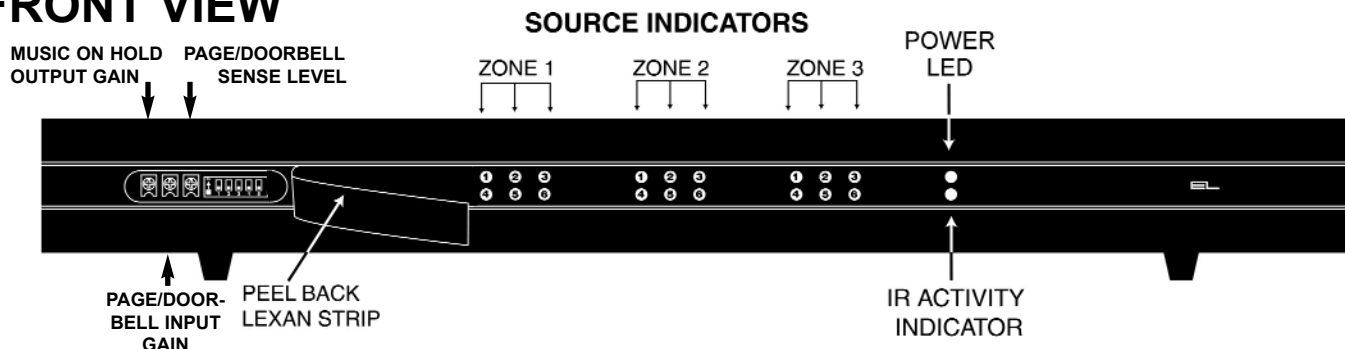 FRONT VIEW
SOURCE INDICATORS
MUSIC ON HOLD
OUTPUT GAIN
PAGE/DOORBELL
SENSE LEVEL
ZONE 1
ZONE 2
ZONE 3
POWER
LED
1 2 3
4 5 6
1 2 3
4 5 6
1 2 3
4 5 6
PAGE/DOOR-
BELL INPUT
GAIN
PEEL BACK
LEXAN STRIP
IR ACTIVITY
INDICATOR